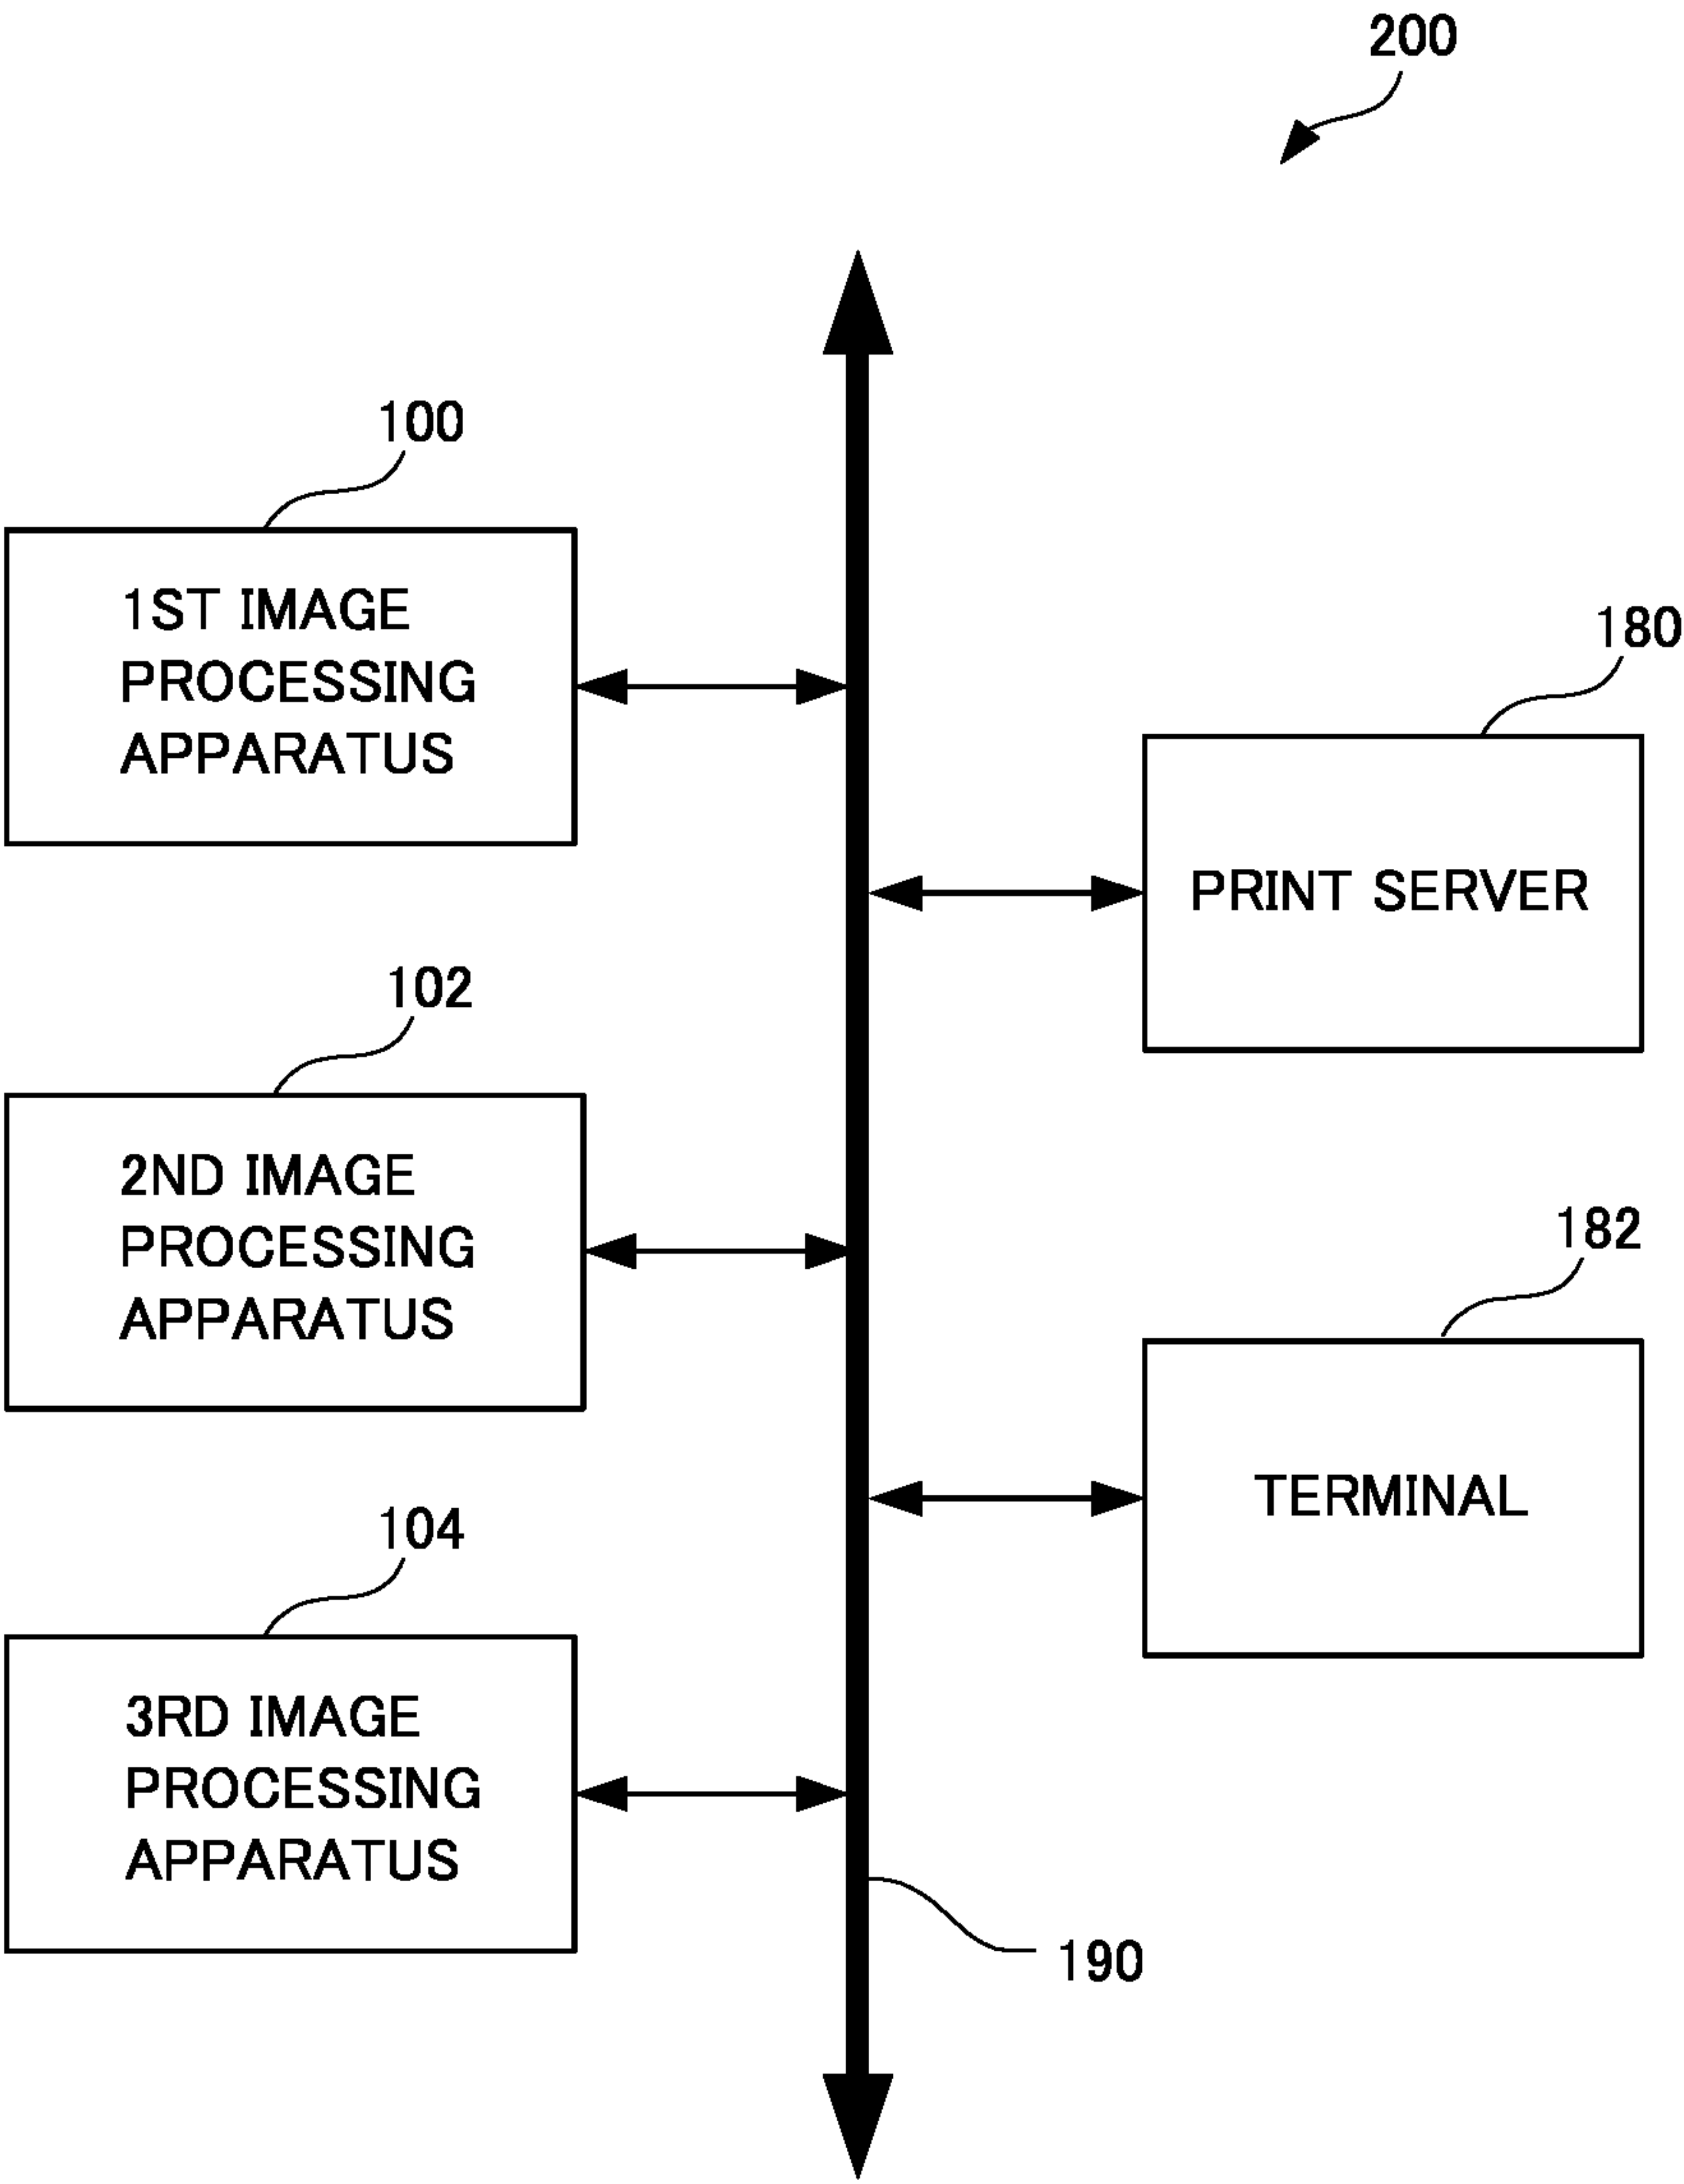 200
100
1ST IMAGE
PROCESSING
APPARATUS
180
PRINT SERVER
102
2ND IMAGE
PROCESSING
APPARATUS
182
TERMINAL
104
3RD IMAGE
PROCESSING
APPARATUS
190